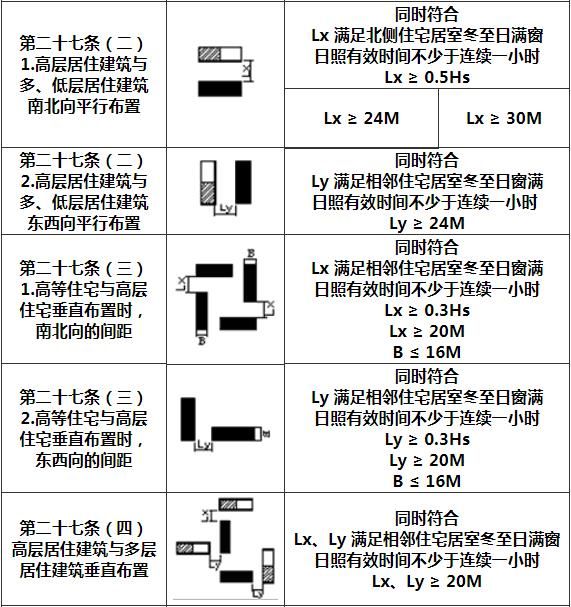 第二十七条（二）
1.高层居住建筑与
多、低层居住建筑
南北向平行布置
Lx
同时符合
Lx 满足北侧住宅居室冬至日满窗
日照有效时间不少于连续一小时
Lx ≥ 0.5Hs
Lx ≥ 24M
Lx ≥ 30M
第二十七条（二）
2.高层居住建筑与
多、低层居住建筑
东西向平行布置
Ly
同时符合
Ly 满足相邻住宅居室冬至日窗满
日照有效时间不少于连续一小时
Ly ≥ 24M
第二十七条（三）
1.高等住宅与高层
住宅垂直布置时，
南北向的间距
B
Lx
Lx
B
同时符合
Lx 满足相邻住宅居室冬至日窗满
日照有效时间不少于连续一小时
Lx ≥ 0.3Hs
Lx ≥ 20M
B ≤ 16M
第二十七条（三）
2.高等住宅与高层
住宅垂直布置时，
东西向的间距
Ly
B
同时符合
Ly 满足相邻住宅居室冬至日窗满
日照有效时间不少于连续一小时
Ly ≥ 0.3Hs
Ly ≥ 20M
B ≤ 16M
第二十七条（四）
高层居住建筑与多层
居住建筑垂直布置
Lx
Ly
Ly
同时符合
Lx、Ly 满足相邻住宅居室冬至日满窗
日照有效时间不少于连续一小时
Lx、Ly ≥ 20M